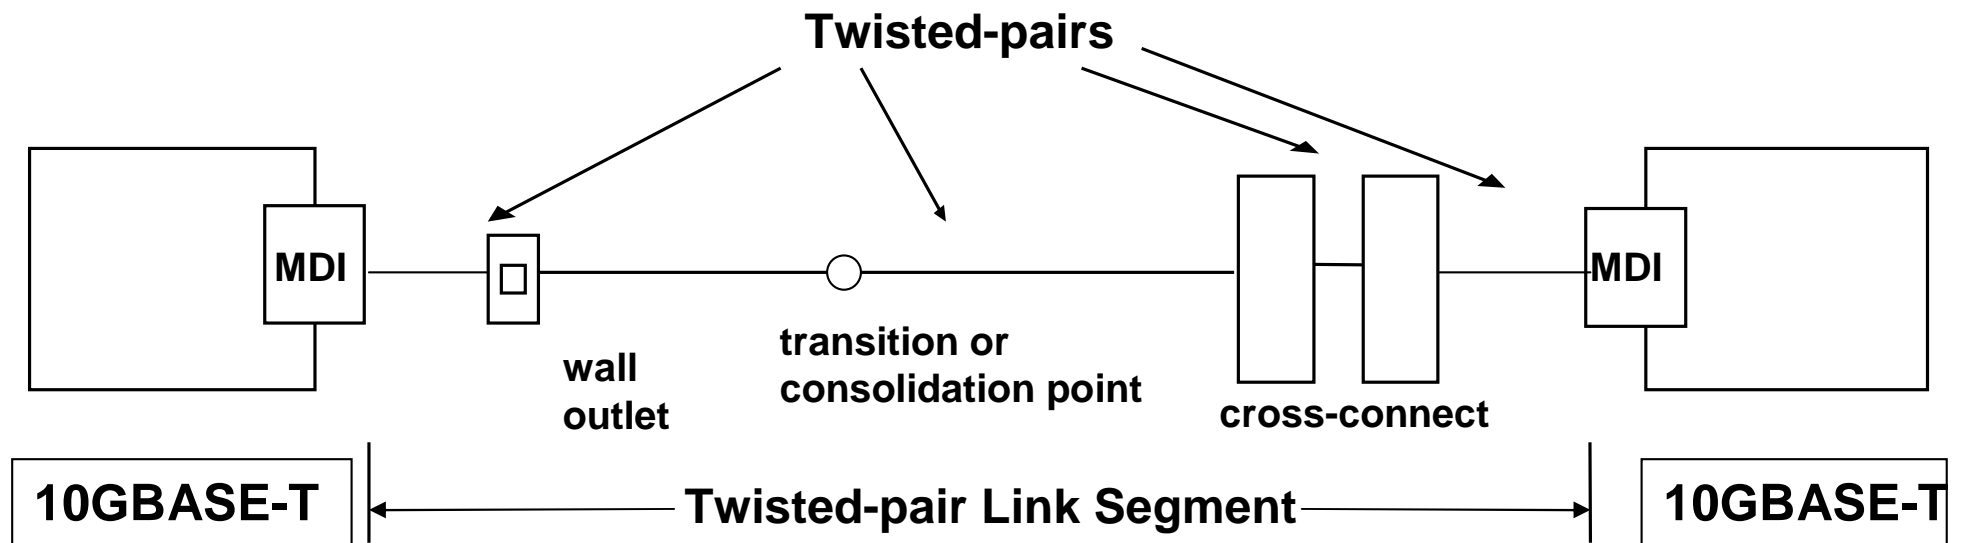 Twisted-pairs
MDI
MDI
wall
outlet
transition or
consolidation point
cross-connect
10GBASE-T
Twisted-pair Link Segment
10GBASE-T